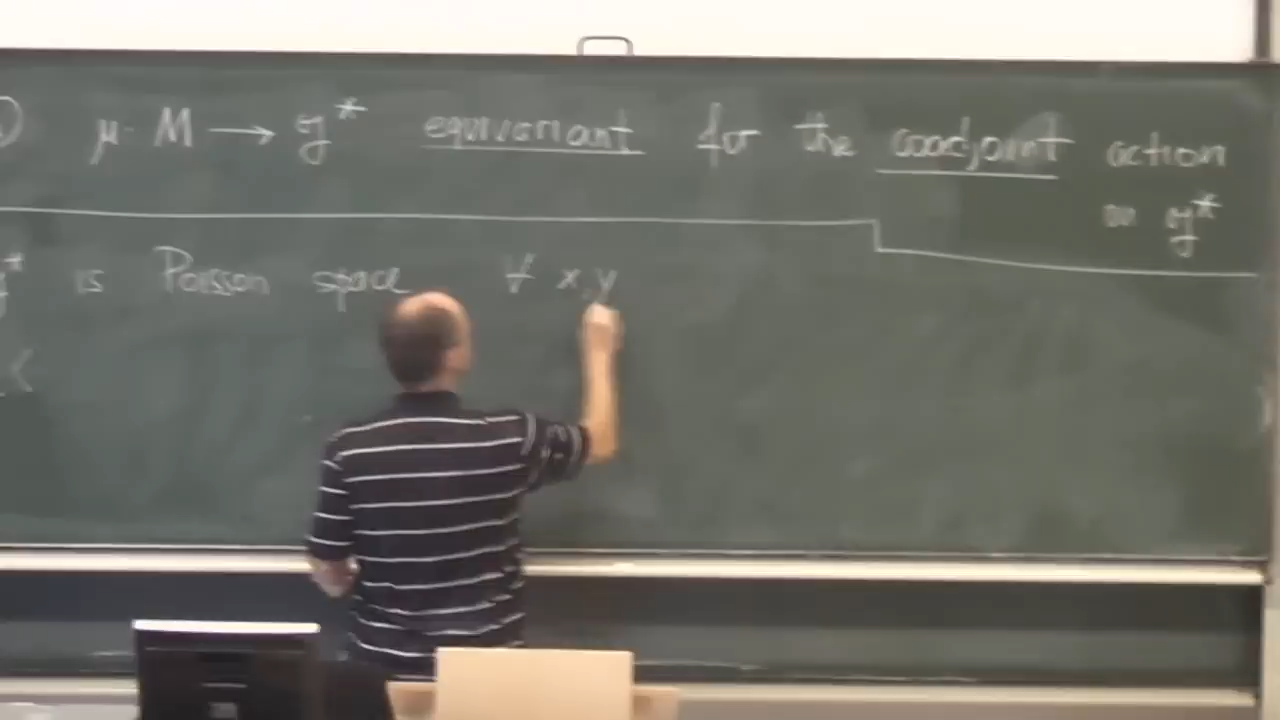 ) μ: M → g* equivariant for the coadjoint action
on g*
g* is Poisson space ∀ x, y